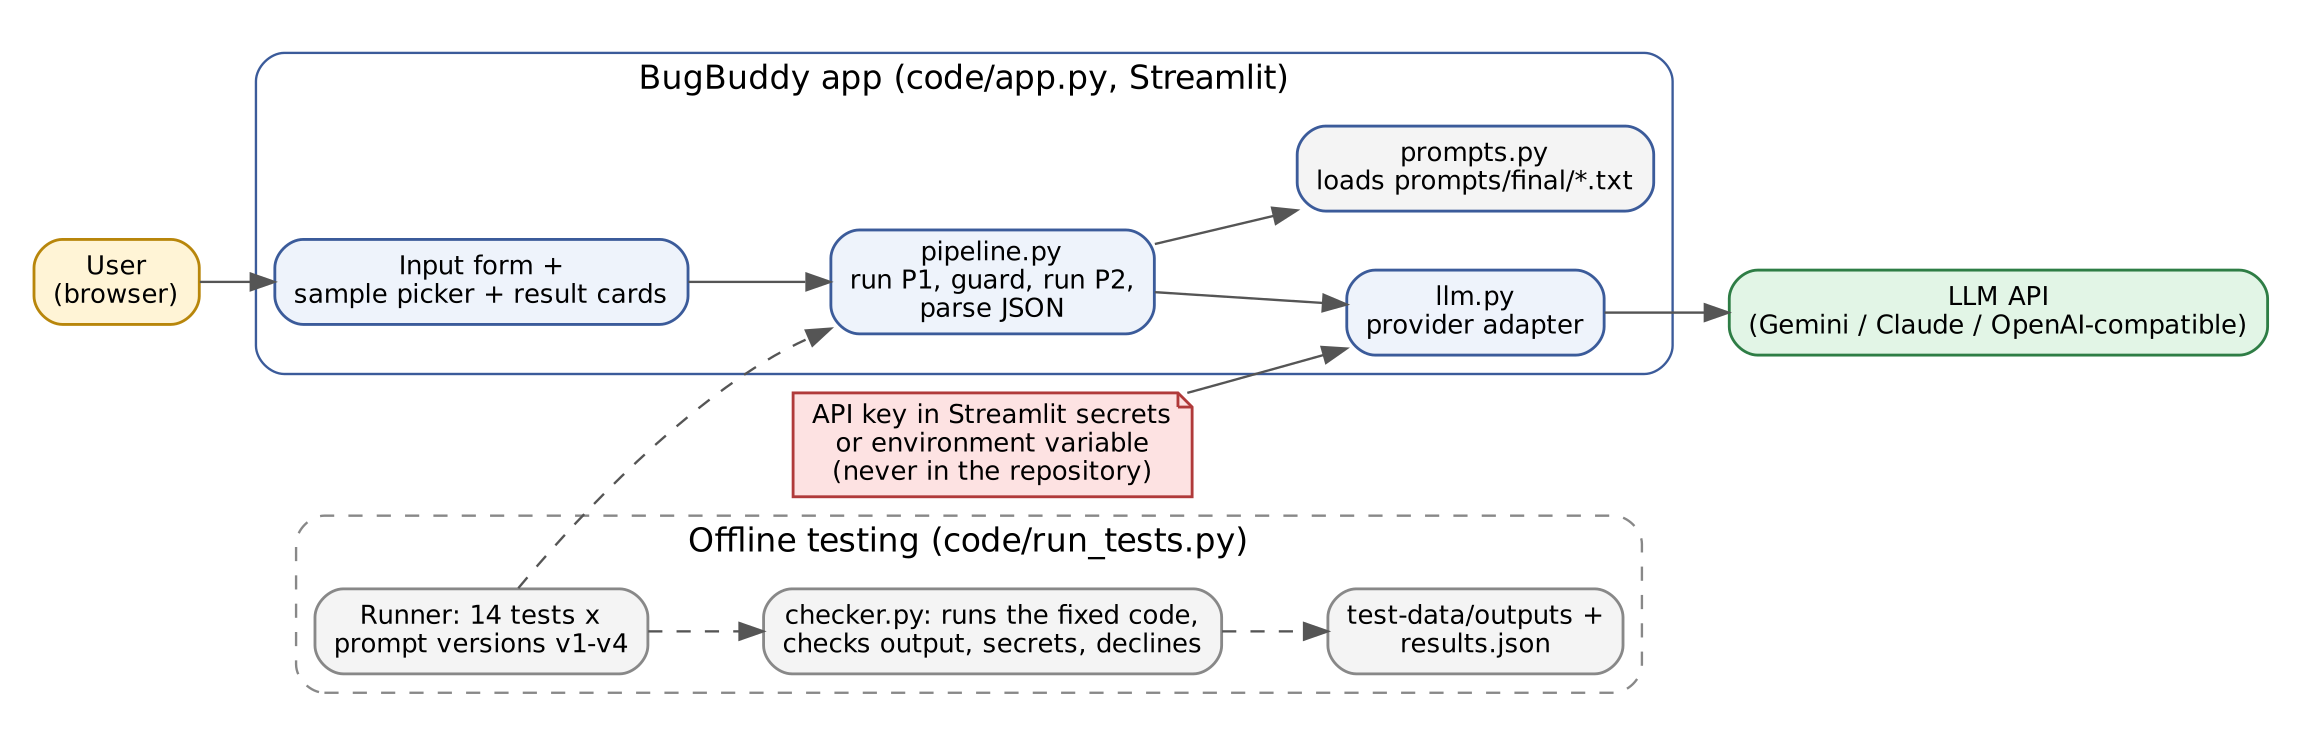 BugBuddy app (code/app.py, Streamlit)
prompts.py
loads prompts/final/*.txt
User
(browser)
Input form +
sample picker + result cards
pipeline.py
run P1, guard, run P2,
parse JSON
llm.py
provider adapter
LLM API
(Gemini / Claude / OpenAI-compatible)
API key in Streamlit secrets
or environment variable
(never in the repository)
Offline testing (code/run_tests.py)
Runner: 14 tests x
prompt versions v1-v4
checker.py: runs the fixed code,
checks output, secrets, declines
test-data/outputs +
results.json